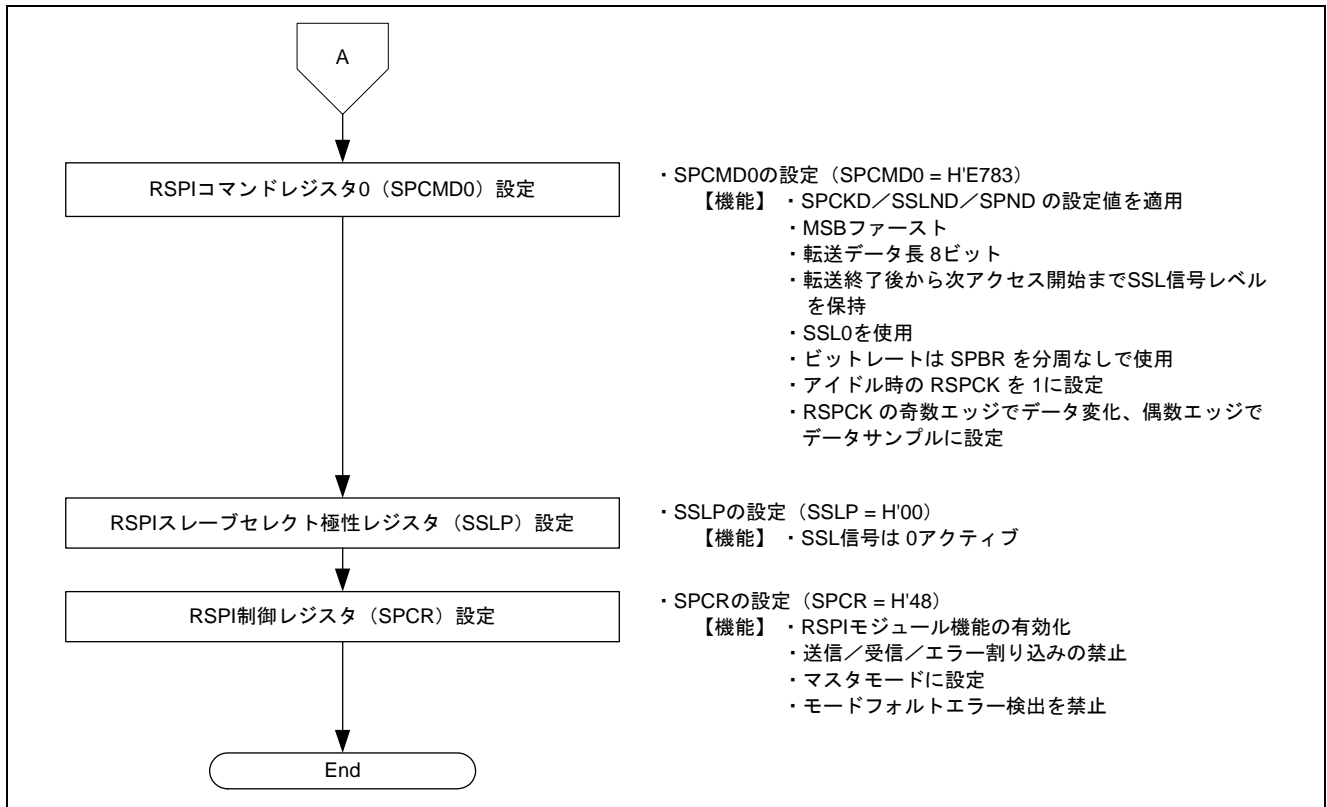 A
RSPIコマンドレジスタ0（SPCMD0）設定
・SPCMD0の設定（SPCMD0 = H'E783）
【機能】 ・SPCKD／SSLND／SPND の設定値を適用
・MSBファースト
・転送データ長 8ビット
・転送終了後から次アクセス開始までSSL信号レベル
を保持
・SSL0を使用
・ビットレートは SPBR を分周なしで使用
・アイドル時の RSPCK を 1に設定
・RSPCK の奇数エッジでデータ変化、偶数エッジで
データサンプルに設定
RSPIスレーブセレクト極性レジスタ（SSLP）設定
・SSLPの設定（SSLP = H'00）
【機能】 ・SSL信号は 0アクティブ
RSPI制御レジスタ（SPCR）設定
・SPCRの設定（SPCR = H'48）
【機能】 ・RSPIモジュール機能の有効化
・送信／受信／エラー割り込みの禁止
・マスタモードに設定
・モードフォルトエラー検出を禁止
End